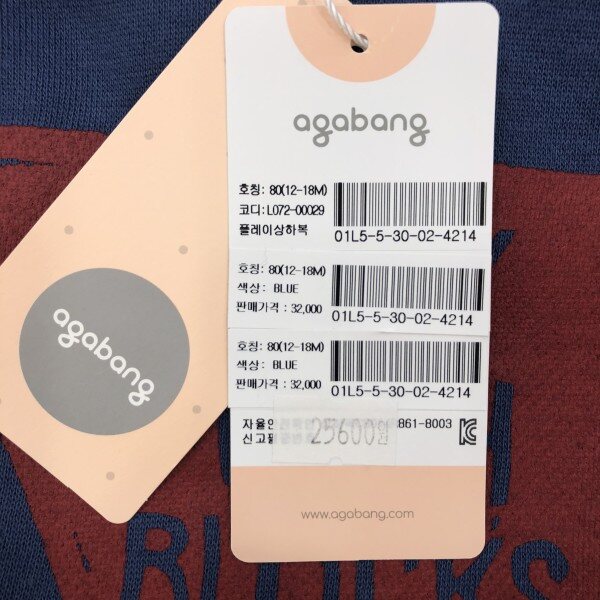 agabang
호칭: 80(12-18M)
코디:L072-00029
플레이상하복
01L5-5-30-02-4214
호칭: 80(12-18M)
색상: BLUE
판매가격 : 32,000
01L5-5-30-02-4214
호칭: 80(12-18M)
색상: BLUE
판매가격 : 32,000
01L5-5-30-02-4214
861-8003
25600원
www.agabang.com
agabang